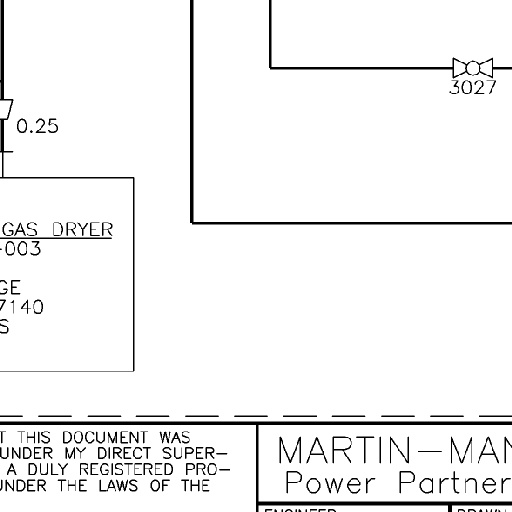 3027
0.25
GAS DRYER
-003
GE
7140
S
T THIS DOCUMENT WAS
UNDER MY DIRECT SUPER-
A DULY REGISTERED PRO-
UNDER THE LAWS OF THE
MARTIN-MAN
Power Partner
ENGINEER
DRAWN